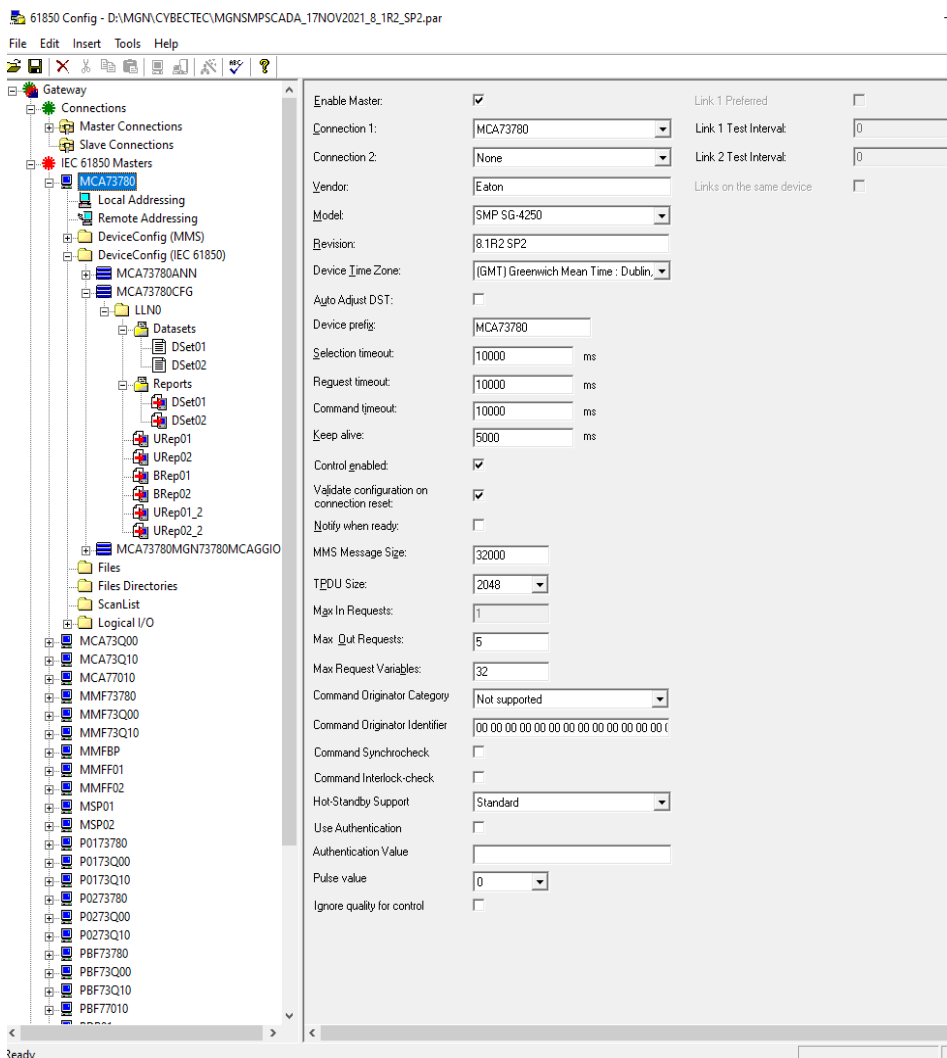 61850 Config - D:\MGN\CYBECTEC\MGNSMPSCADA_17NOV2021_8_1R2_SP2.par
File Edit Insert Tools Help
Gateway
Connections
Master Connections
Slave Connections
IEC 61850 Masters
MCA73780
Local Addressing
Remote Addressing
DeviceConfig (MMS)
DeviceConfig (IEC 61850)
MCA73780ANN
MCA73780CFG
LLN0
Datasets
DSet01
DSet02
Reports
DSet01
DSet02
URep01
URep02
BRep01
BRep02
URep01_2
URep02_2
MCA73780MGN73780MCAGGIO
Files
Files Directories
ScanList
Logical I/O
MCA73Q00
MCA73Q10
MCA77010
MMF73780
MMF73Q00
MMF73Q10
MMFBP
MMFF01
MMFF02
MSP01
MSP02
P0173780
P0173Q00
P0173Q10
P0273780
P0273Q00
P0273Q10
PBF73780
PBF73Q00
PBF73Q10
PBF77010
Enable Master: Link 1 Preferred
Connection 1: MCA73780 Link 1 Test Interval: 0
Connection 2: None Link 2 Test Interval: 0
Vendor: Eaton Links on the same device
Model: SMP SG-4250
Revision: 8.1R2 SP2
Device Time Zone: (GMT) Greenwich Mean Time : Dublin,
Auto Adjust DST:
Device prefix: MCA73780
Selection timeout: 10000 ms
Request timeout: 10000 ms
Command timeout: 10000 ms
Keep alive: 5000 ms
Control enabled:
Validate configuration on
connection reset:
Notify when ready:
MMS Message Size: 32000
TPDU Size: 2048
Max In Requests: 1
Max Out Requests: 5
Max Request Variables: 32
Command Originator Category Not supported
Command Originator Identifier 00 00 00 00 00 00 00 00 00 00 00 00 00
Command Synchrocheck
Command Interlock-check
Hot-Standby Support Standard
Use Authentication
Authentication Value
Pulse value 0
Ignore quality for control
Ready